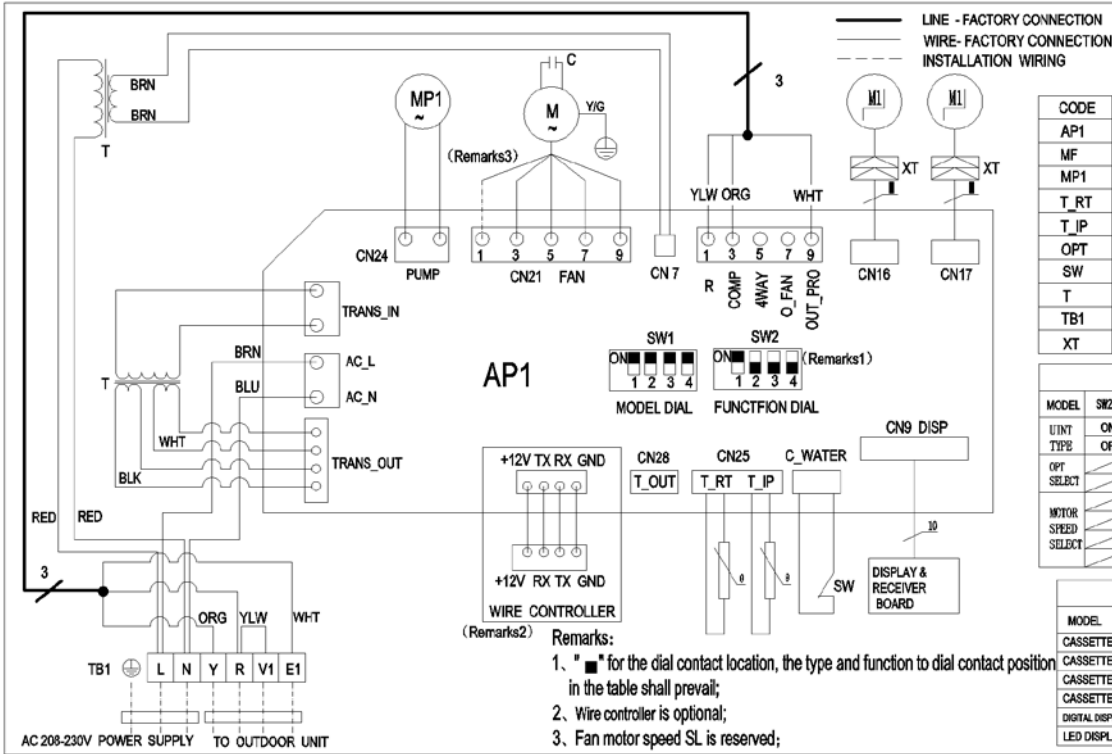 LINE - FACTORY CONNECTION
WIRE- FACTORY CONNECTION
INSTALLATION WIRING
3
BRN
BRN
T
C
MP1
~
M
~
Y/G
(Remarks3)
M1
M1
XT
XT
YLW ORG WHT
CN24
PUMP
1 3 5 7 9
CN21 FAN
CN 7
1 3 5 7 9
R
COMP
4WAY
O_FAN
OUT_PRO
CN16
CN17
TRANS_IN
BRN
AC_L
BLU
AC_N
T
WHT
TRANS_OUT
BLK
AP1
SW1
ON
1 2 3 4
MODEL DIAL
SW2
ON
(Remarks1)
1 2 3 4
FUNCTFION DIAL
+12V TX RX GND
+12V RX TX GND
WIRE CONTROLLER
(Remarks2)
CN28
T_OUT
CN25
T_RT T_IP
C_WATER
CN9 DISP
10
θ
θ
SW
DISPLAY &
RECEIVER
BOARD
RED RED
3
ORG YLW WHT
TB1 L N Y R V1 E1
AC 208-230V POWER SUPPLY TO OUTDOOR UNIT
Remarks:
1、" ■" for the dial contact location, the type and function to dial contact position
in the table shall prevail;
2、Wire controller is optional;
3、Fan motor speed SL is reserved;
CODE
AP1
MF
MP1
T_RT
T_IP
OPT
SW
T
TB1
XT
MODEL SW2
UINT
TYPE
ON
OPT
SELECT
MOTOR
SPEED
SELECT
MODEL
CASSETTE
CASSETTE
CASSETTE
CASSETTE
LED DISPL